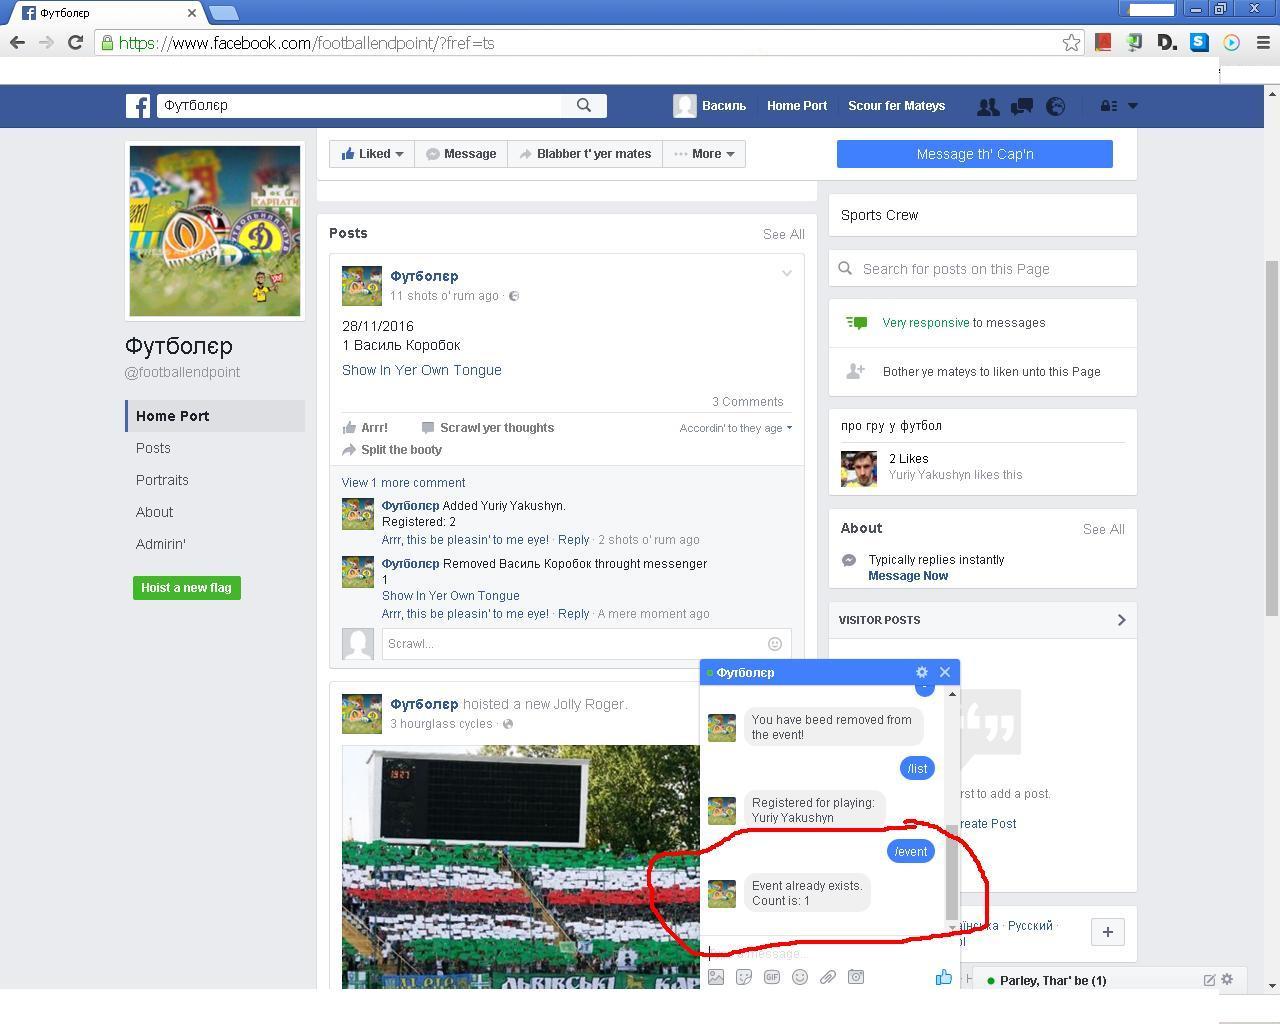 Футболєр
https://www.facebook.com/footballendpoint/?fref=ts
Футболєр
Василь
Home Port
Scour fer Mateys
Liked
Message
Blabber t' yer mates
More
Message th' Cap'n
КАРПАТИ
ШАХТАР
Футболєр
@footballendpoint
Home Port
Posts
Portraits
About
Admirin'
Hoist a new flag
Posts
See All
Футболєр
11 shots o' rum ago
28/11/2016
1 Василь Коробок
Show In Yer Own Tongue
3 Comments
Arrr!
Scrawl yer thoughts
Accordin' to they age
Split the booty
View 1 more comment
Футболєр Added Yuriy Yakushyn.
Registered: 2
Arrr, this be pleasin' to me eye! · Reply · 2 shots o' rum ago
Футболєр Removed Василь Коробок throught messenger
1
Show In Yer Own Tongue
Arrr, this be pleasin' to me eye! · Reply · A mere moment ago
Scrawl...
Футболєр hoisted a new Jolly Roger.
3 hourglass cycles ·
19:27
ЛЬВІВСЬКІ
Sports Crew
Search for posts on this Page
Very responsive to messages
Bother ye mateys to liken unto this Page
про гру у футбол
2 Likes
Yuriy Yakushyn likes this
About
See All
Typically replies instantly
Message Now
VISITOR POSTS
rst to add a post.
reate Post
аїнська · Русский ·
Футболєр
You have beed removed from
the event!
/list
Registered for playing:
Yuriy Yakushyn
/event
Event already exists.
Count is: 1
message...
GIF
Parley, Thar' be (1)